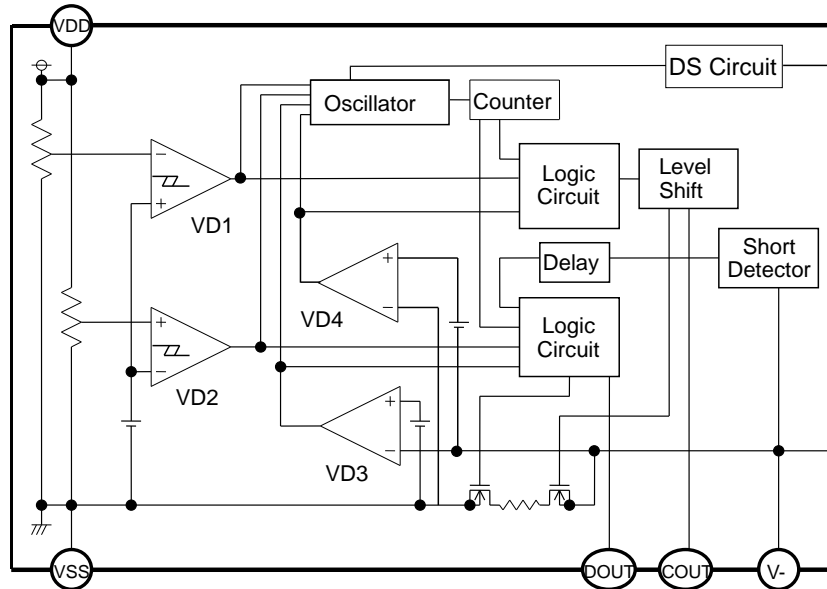 VDD
DS Circuit
Oscillator
Counter
−
+
VD1
Logic
Circuit
Level
Shift
+
−
VD4
Delay
Short
Detector
+
−
VD2
Logic
Circuit
+
−
VD3
VSS
DOUT
COUT
V-